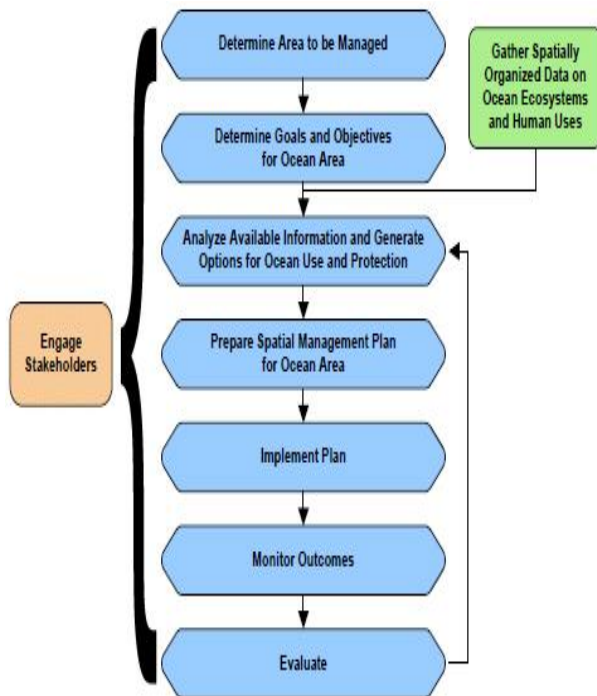 Determine Area to be Managed
Gather Spatially
Organized Data on
Ocean Ecosystems
and Human Uses
Determine Goals and Objectives
for Ocean Area
Analyze Available Information and Generate
Options for Ocean Use and Protection
Engage
Stakeholders
Prepare Spatial Management Plan
for Ocean Area
Implement Plan
Monitor Outcomes
Evaluate